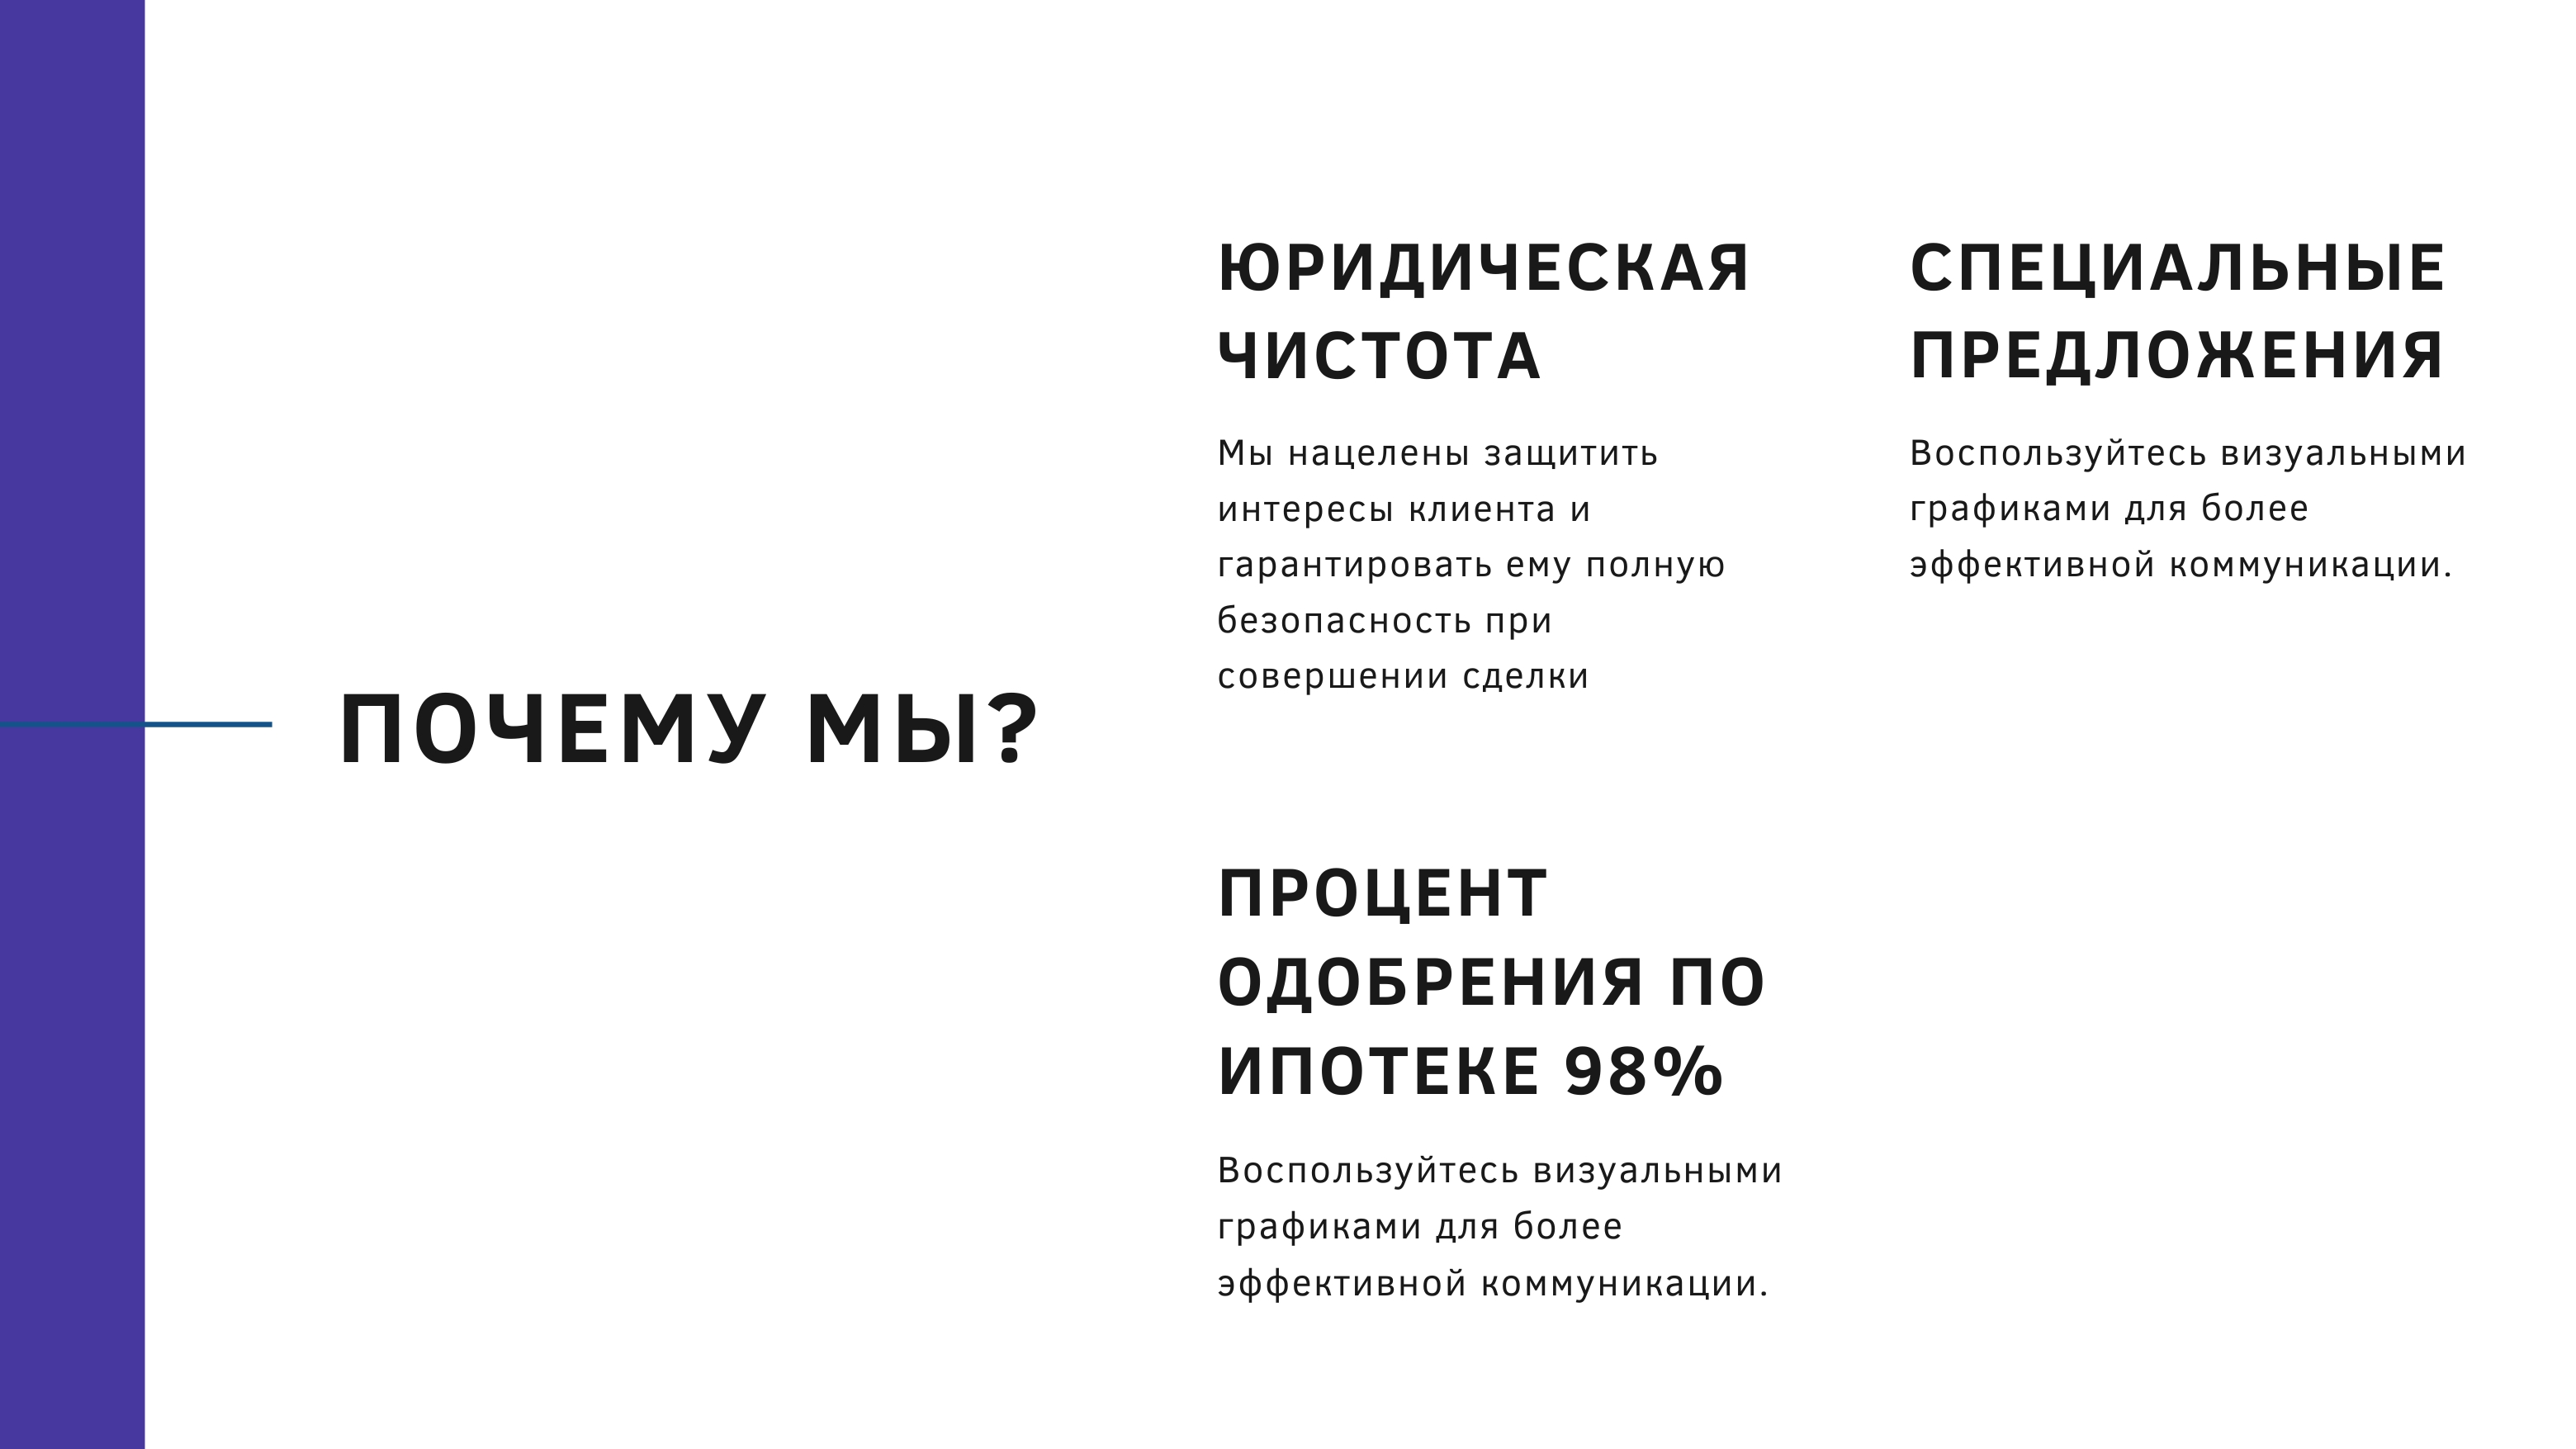 ПОЧЕМУ МЫ?
ЮРИДИЧЕСКАЯ
ЧИСТОТА
Мы нацелены защитить
интересы клиента и
гарантировать ему полную
безопасность при
совершении сделки
СПЕЦИАЛЬНЫЕ
ПРЕДЛОЖЕНИЯ
Воспользуйтесь визуальными
графиками для более
эффективной коммуникации.
ПРОЦЕНТ
ОДОБРЕНИЯ ПО
ИПОТЕКЕ 98%
Воспользуйтесь визуальными
графиками для более
эффективной коммуникации.